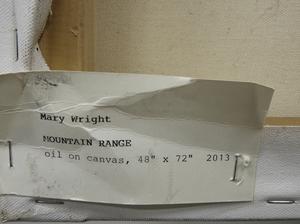 Mary Wright
MOUNTAIN RANGE
oil on canvas, 48" x 72" 2013